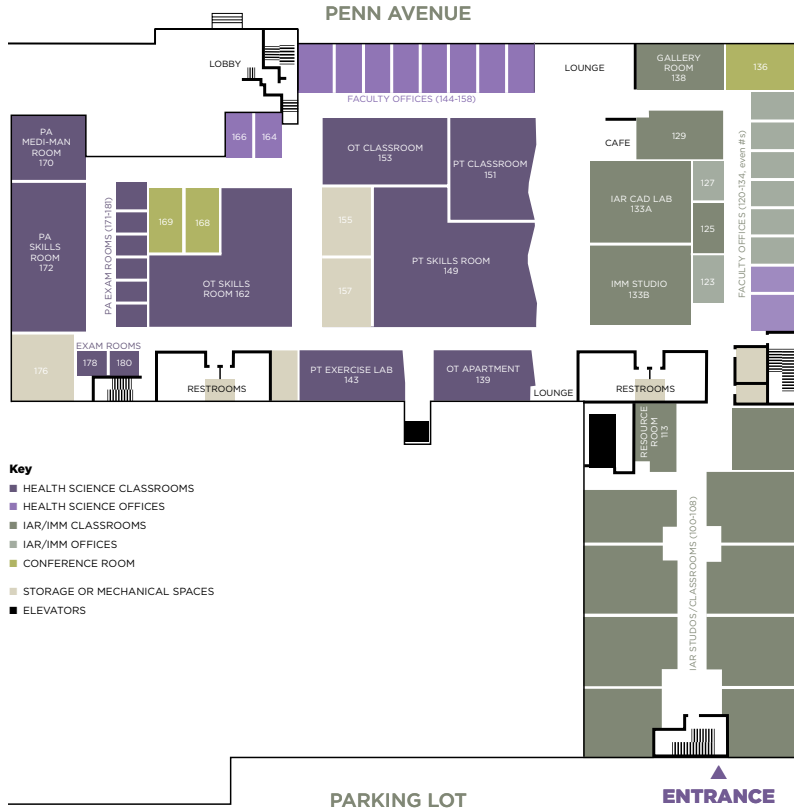 PENN AVENUE
LOBBY
LOUNGE
GALLERY
ROOM
138
136
FACULTY OFFICES (144-158)
166
164
PA
MEDI-MAN
ROOM
170
OT CLASSROOM
153
PT CLASSROOM
151
CAFE
129
127
FACULTY OFFICES (120-134, even #s)
IAR CAD LAB
133A
125
PA
SKILLS
ROOM
172
PA EXAM ROOMS (171-181)
169
168
155
OT SKILLS
ROOM 162
157
PT SKILLS ROOM
149
IMM STUDIO
133B
123
EXAM ROOMS
176
178
180
RESTROOMS
PT EXERCISE LAB
143
OT APARTMENT
139
LOUNGE
RESTROOMS
RESOURCE
ROOM
113
IAR STUDOS/CLASSROOMS (100-108)
Key
HEALTH SCIENCE CLASSROOMS
HEALTH SCIENCE OFFICES
IAR/IMM CLASSROOMS
IAR/IMM OFFICES
CONFERENCE ROOM
STORAGE OR MECHANICAL SPACES
ELEVATORS
PARKING LOT
ENTRANCE